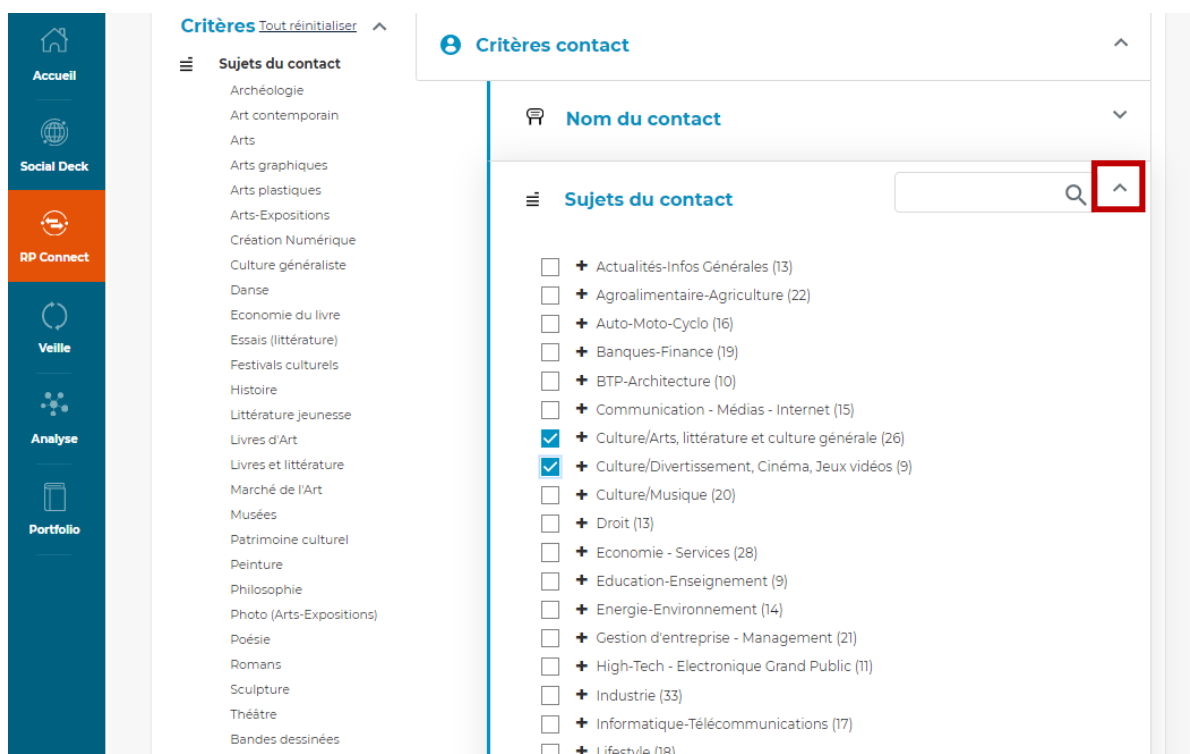 Accueil
Social Deck
RP Connect
Veille
Analyse
Portfolio
Critères Tout réinitialiser
Sujets du contact
Archéologie
Art contemporain
Arts
Arts graphiques
Arts plastiques
Arts-Expositions
Création Numérique
Culture généraliste
Danse
Economie du livre
Essais (littérature)
Festivals culturels
Histoire
Littérature jeunesse
Livres d'Art
Livres et littérature
Marché de l'Art
Musées
Patrimoine culturel
Peinture
Philosophie
Photo (Arts-Expositions)
Poésie
Romans
Sculpture
Théâtre
Bandes dessinées
Critères contact
Nom du contact
Sujets du contact
+ Actualités-Infos Générales (13)
+ Agroalimentaire-Agriculture (22)
+ Auto-Moto-Cyclo (16)
+ Banques-Finance (19)
+ BTP-Architecture (10)
+ Communication - Médias - Internet (15)
+ Culture/Arts, littérature et culture générale (26)
+ Culture/Divertissement, Cinéma, Jeux vidéos (9)
+ Culture/Musique (20)
+ Droit (13)
+ Economie - Services (28)
+ Education-Enseignement (9)
+ Energie-Environnement (14)
+ Gestion d'entreprise - Management (21)
+ High-Tech - Electronique Grand Public (11)
+ Industrie (33)
+ Informatique-Télécommunications (17)
+ Lifestyle (18)